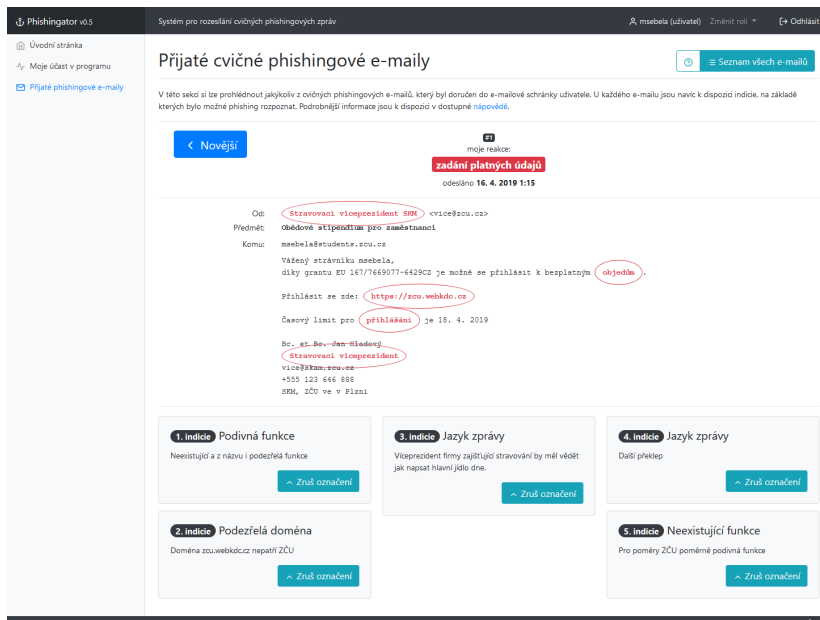 Phishingator v0.5
Systém pro rozesílání cvičných phishingových zpráv
msebela (uživatel) Změnit roli
Odhlásit
Úvodní stránka
Moje účast v programu
Přijaté phishingové e-maily
Přijaté cvičné phishingové e-maily
Seznam všech e-mailů
V této sekci si lze prohlédnout jakýkoliv z cvičných phishingových e-mailů, který byl doručen do e-mailové schránky uživatele. U každého e-mailu jsou navíc k dispozici indicie, na základě
kterých bylo možné phishing rozpoznat. Podrobnější informace jsou k dispozici v dostupné nápovědě.
Novější
#1
moje reakce:
zadání platných údajů
odesláno 16. 4. 2019 1:15
Od: Stravovací viceprezident SKM <vice@zcu.cz>
Předmět: Obědové stipendium pro zaměstnanci
Komu: msebela@students.zcu.cz
Vážený strávníku msebela,
díky grantu EU 167/7669077-6429CZ je možné se přihlásit k bezplatným objedům.
Přihlásit se zde: https://zcu.webkdc.cz
Časový limit pro příhlášání je 18. 4. 2019
Bc. et Bc. Jan Hladový
Stravovací viceprezident
vice@skm.zcu.cz
+555 123 646 888
SKM, ZČU ve v Plzni
1. indicie Podivná funkce
Neexistující a z názvu i podezřelá funkce
Zruš označení
2. indicie Podezřelá doména
Doména zcu.webkdc.cz nepatří ZČU
Zruš označení
3. indicie Jazyk zprávy
Víceprezident firmy zajišťující stravování by měl vědět
jak napsat hlavní jídlo dne.
Zruš označení
4. indicie Jazyk zprávy
Další překlep
Zruš označení
5. indicie Neexistující funkce
Pro poměry ZČU poměrně podivná funkce
Zruš označení